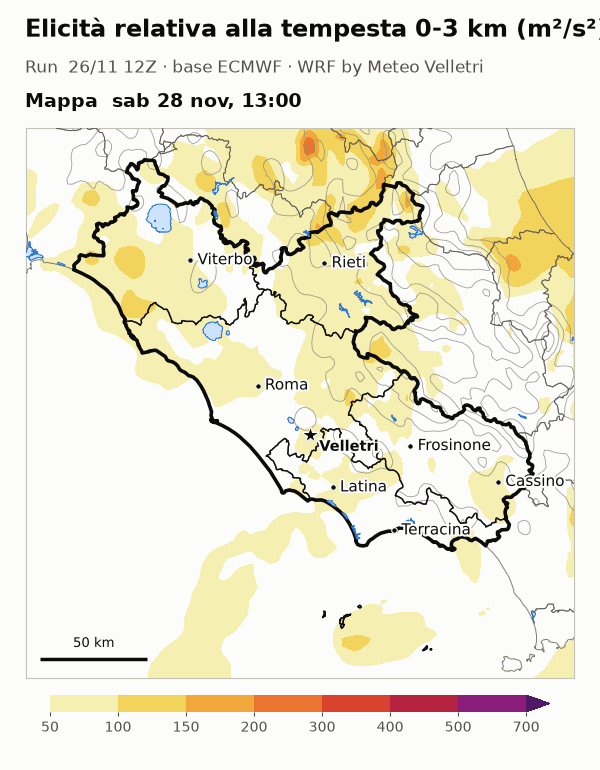 Elicità relativa alla tempesta 0-3 km (m²/s²)
Run 26/11 12Z · base ECMWF · WRF by Meteo Velletri
Mappa sab 28 nov, 13:00
Viterbo
Rieti
Roma
Velletri
Frosinone
Cassino
Latina
Terracina
50 km
50 100 150 200 300 400 500 700